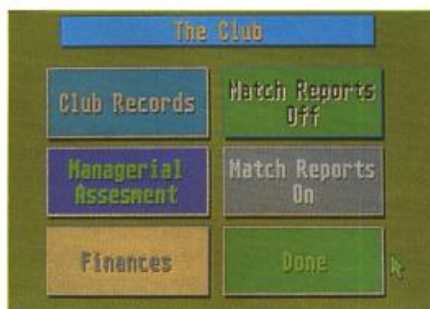 The Club
Club Records
Match Reports
Off
Managerial
Assesment
Match Reports
On
Finances
Done